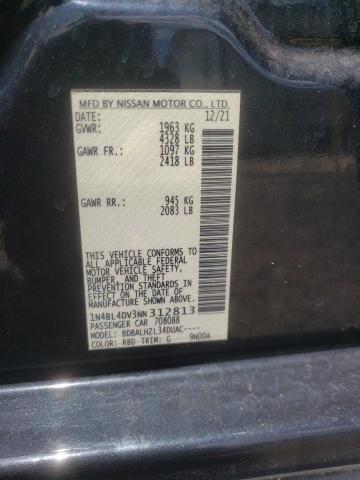 MFD BY NISSAN MOTOR CO., LTD.
DATE: 12/21
GVWR: 1963 KG
4328 LB
GAWR FR.: 1097 KG
2418 LB
GAWR RR.: 945 KG
2083 LB
THIS VEHICLE CONFORMS TO
ALL APPLICABLE FEDERAL
MOTOR VEHICLE SAFETY,
BUMPER, AND THEFT
PREVENTION STANDARDS IN
EFFECT ON THE DATE OF
MANUFACTURE SHOWN ABOVE.
1N4BL4DV3NN312813
PASSENGER CAR 708088
MODEL: BDBALHZL34DUAC----
COLOR: RBD TRIM: G 9N00A